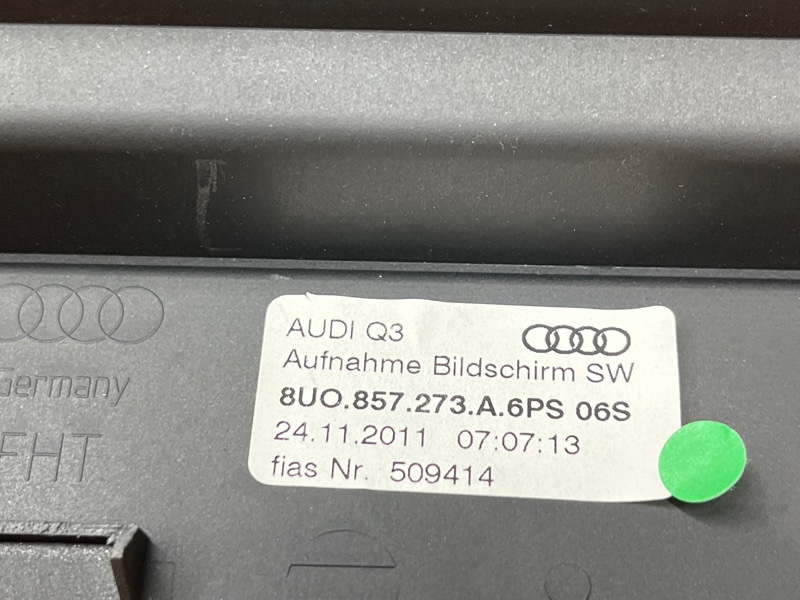 AUDI Q3
Aufnahme Bildschirm SW
8UO.857.273.A.6PS 06S
24.11.2011 07:07:13
fias Nr. 509414
Germany
FHT